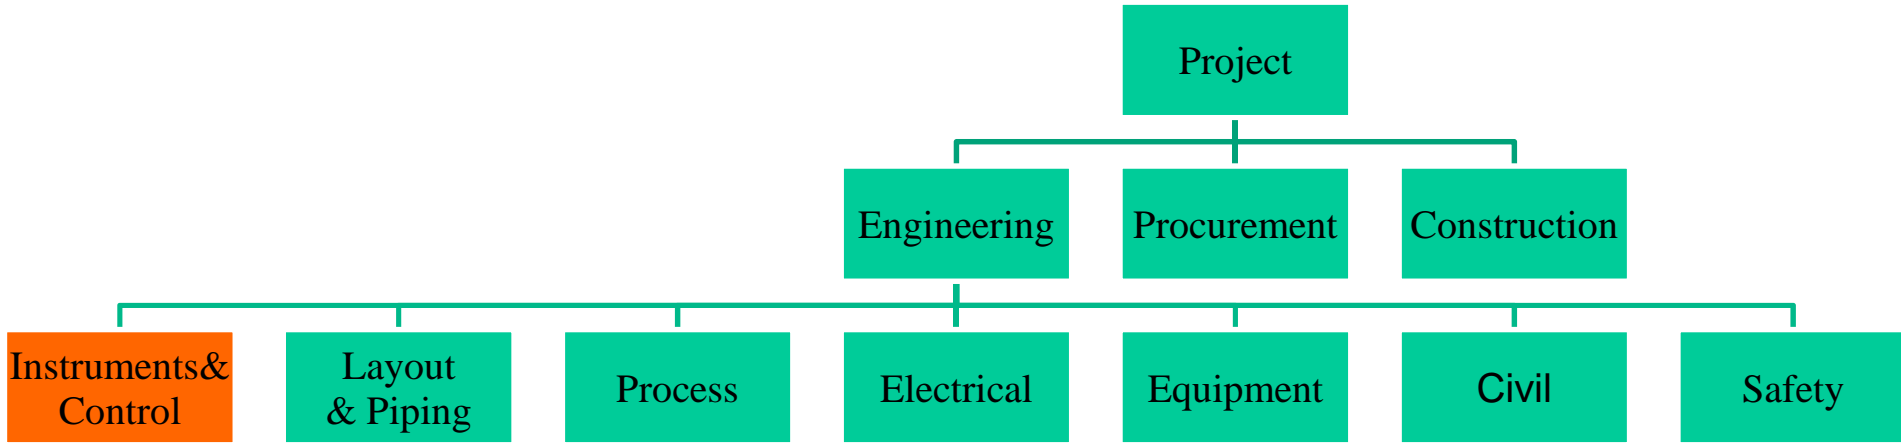 Project
Engineering
Procurement
Construction
Instruments&
Control
Layout
& Piping
Process
Electrical
Equipment
Civil
Safety